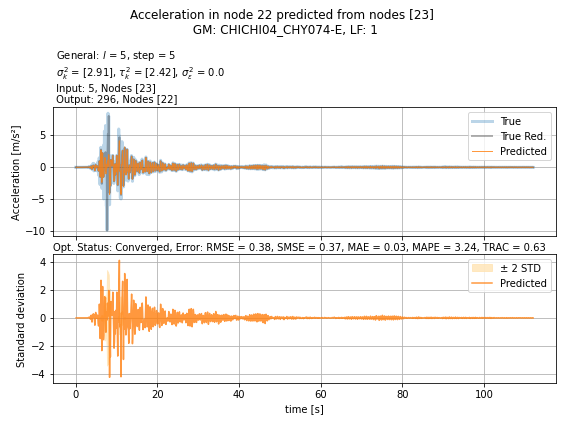 Acceleration in node 22 predicted from nodes [23]
GM: CHICHI04_CHY074-E, LF: 1
General: l = 5, step = 5
σ²ₖ = [2.91], τ²ₖ = [2.42], σ²ε = 0.0
Input: 5, Nodes [23]
Output: 296, Nodes [22]
Acceleration [m/s²]
5
0
−5
−10
True
True Red.
Predicted
Opt. Status: Converged, Error: RMSE = 0.38, SMSE = 0.37, MAE = 0.03, MAPE = 3.24, TRAC = 0.63
Standard deviation
4
2
0
−2
−4
± 2 STD
Predicted
0 20 40 60 80 100
time [s]